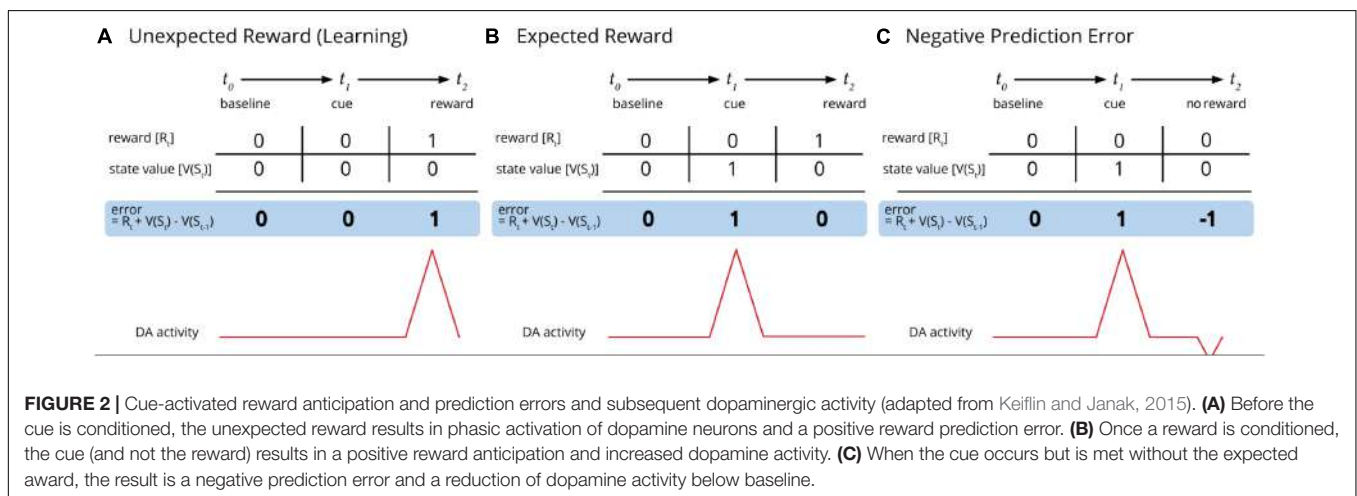 A Unexpected Reward (Learning)
t₀ t₁ t₂
baseline cue reward
reward [Rₜ] 0 0 1
state value [V(Sₜ)] 0 0 0
error
= Rₜ + V(Sₜ) - V(Sₜ₋₁) 0 0 1
DA activity
B Expected Reward
t₀ t₁ t₂
baseline cue reward
reward [Rₜ] 0 0 1
state value [V(Sₜ)] 0 1 0
error
= Rₜ + V(Sₜ) - V(Sₜ₋₁) 0 1 0
DA activity
C Negative Prediction Error
t₀ t₁ t₂
baseline cue no reward
reward [Rₜ] 0 0 0
state value [V(Sₜ)] 0 1 0
error
= Rₜ + V(Sₜ) - V(Sₜ₋₁) 0 1 -1
DA activity
FIGURE 2 | Cue-activated reward anticipation and prediction errors and subsequent dopaminergic activity (adapted from Keiflin and Janak, 2015). (A) Before the
cue is conditioned, the unexpected reward results in phasic activation of dopamine neurons and a positive reward prediction error. (B) Once a reward is conditioned,
the cue (and not the reward) results in a positive reward anticipation and increased dopamine activity. (C) When the cue occurs but is met without the expected
award, the result is a negative prediction error and a reduction of dopamine activity below baseline.